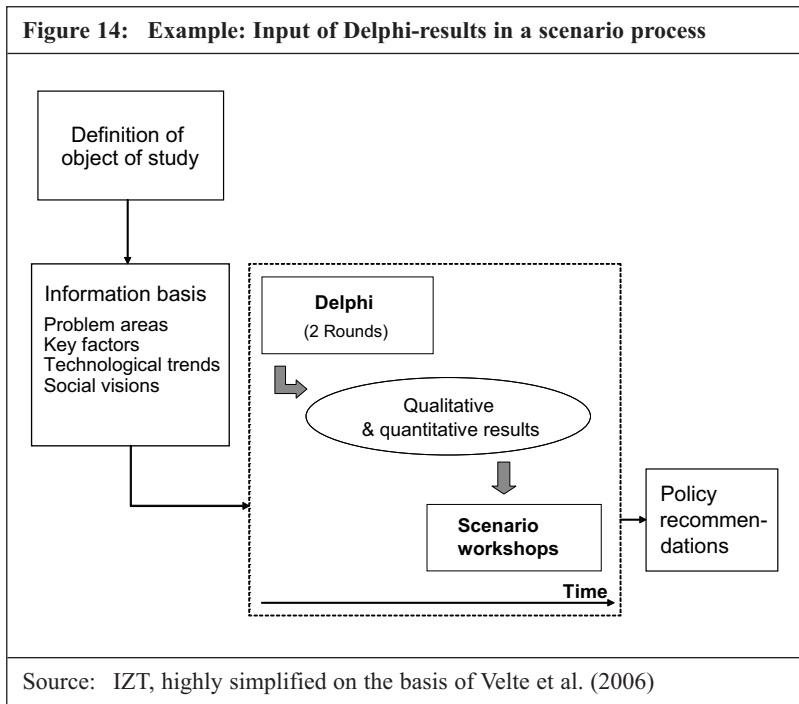 Figure 14: Example: Input of Delphi-results in a scenario process
Definition of
object of study
Information basis
Problem areas
Key factors
Technological trends
Social visions
Delphi
(2 Rounds)
Qualitative
& quantitative results
Scenario
workshops
Time
Policy
recommen-
dations
Source: IZT, highly simplified on the basis of Velte et al. (2006)